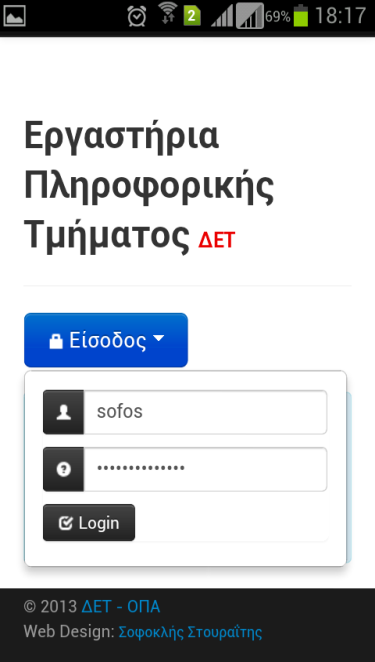 2 69% 18:17
Εργαστήρια
Πληροφορικής
Τμήματος ΔΕΤ
Είσοδος
sofos
••••••••••••••
Login
© 2013 ΔΕΤ - ΟΠΑ
Web Design: Σοφοκλής Στουραΐτης